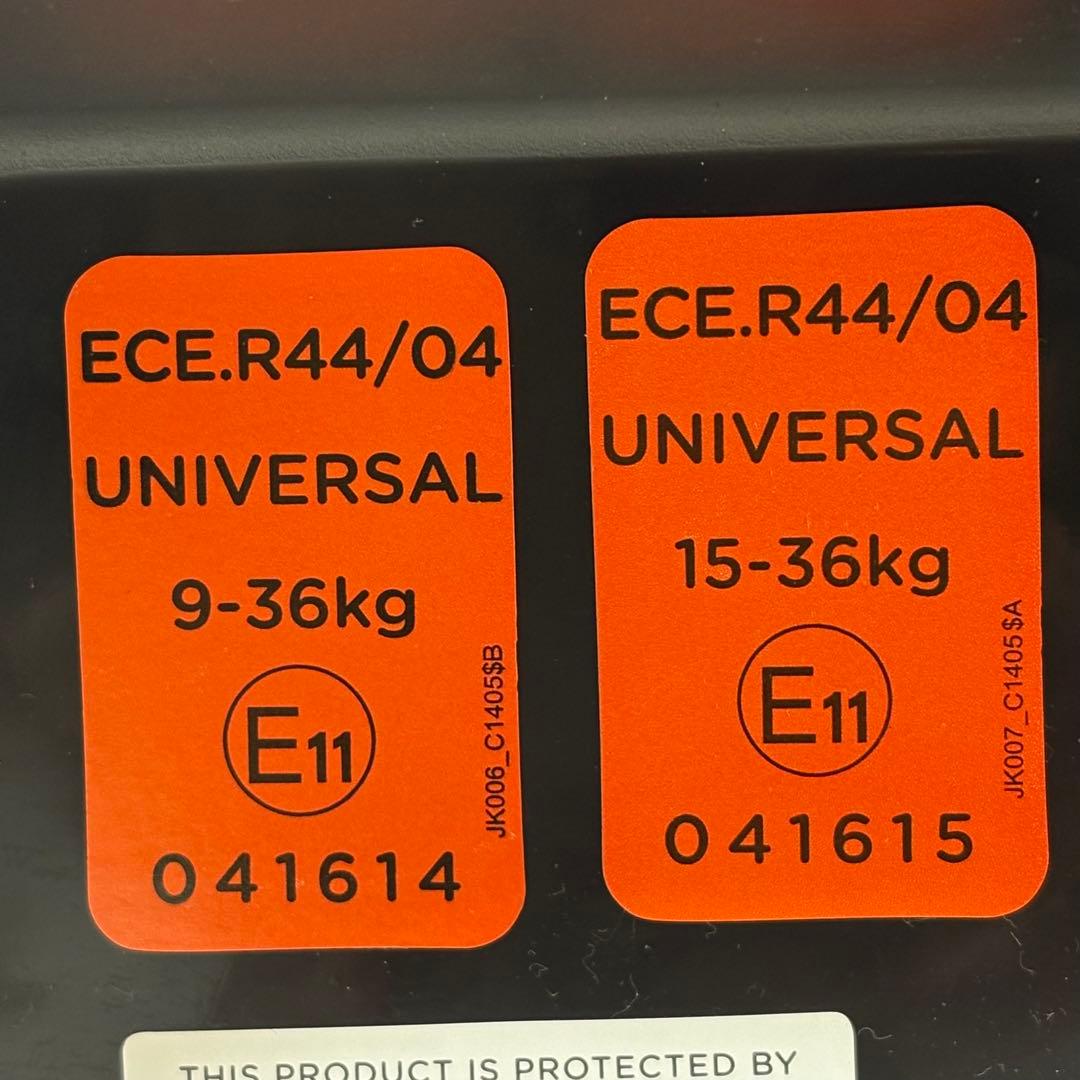 ECE.R44/04
UNIVERSAL
9-36kg
E11
041614
JK006_C1405$B
ECE.R44/04
UNIVERSAL
15-36kg
E11
041615
JK007_C1405$A
THIS PRODUCT IS PROTECTED BY